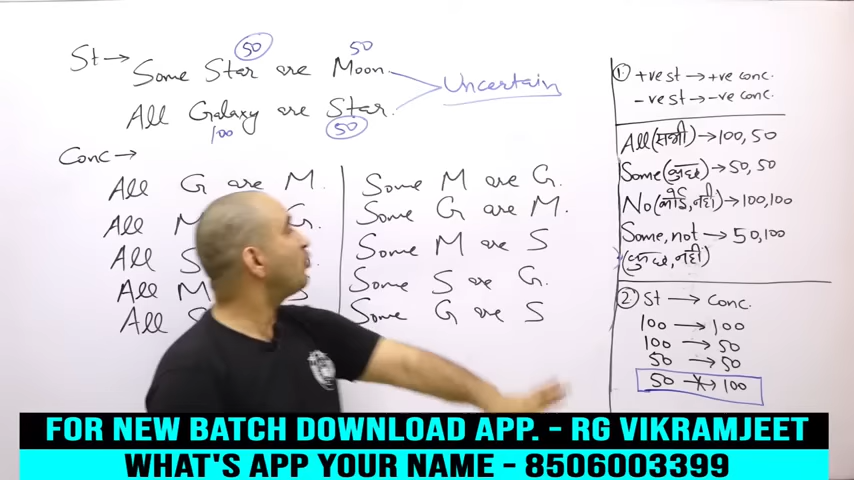 50 50
St → Some Star are Moon. Uncertain
All Galaxy are Star.
100 50
Conc →
All G are M.
All M G.
All S
All M S
All S
Some M are G.
Some G are M.
Some M are S
Some S are G.
Some G are S
1. +ve st → +ve conc.
-ve st → -ve conc.
All (सभी) → 100, 50
Some (कुछ) → 50, 50
No (कोई, नहीं) → 100, 100
Some, not → 50, 100
(कुछ, नहीं)
2. St → Conc.
100 → 100
100 → 50
50 → 50
50 → 100
FOR NEW BATCH DOWNLOAD APP. - RG VIKRAMJEET
WHAT'S APP YOUR NAME - 8506003399